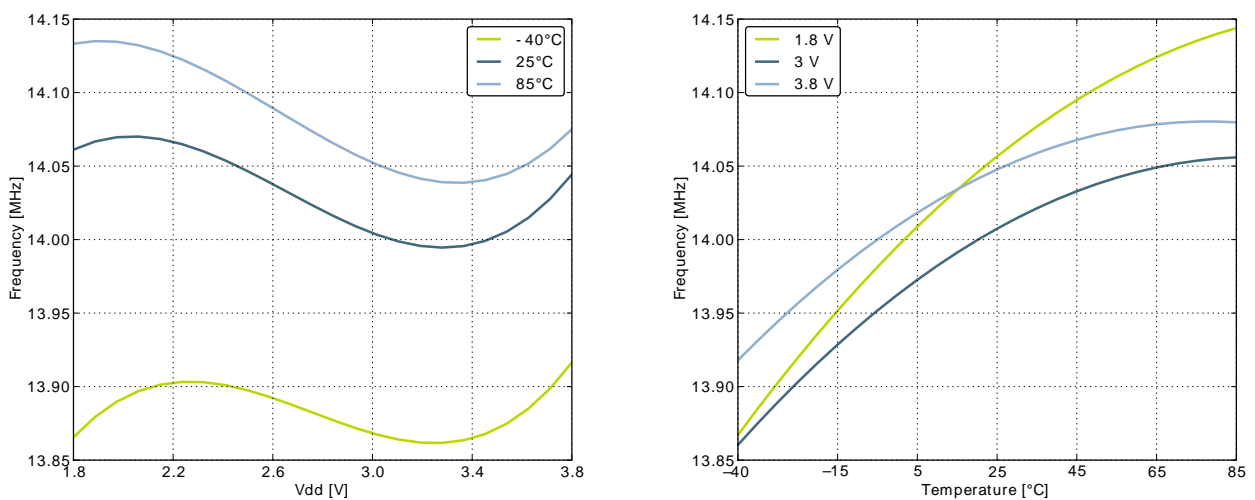 14.15
14.10
14.05
14.00
13.95
13.90
13.85
Frequency [MHz]
1.8 2.2 2.6 3.0 3.4 3.8
Vdd [V]
- 40°C
25°C
85°C
14.15
14.10
14.05
14.00
13.95
13.90
13.85
Frequency [MHz]
–40 –15 5 25 45 65 85
Temperature [°C]
1.8 V
3 V
3.8 V